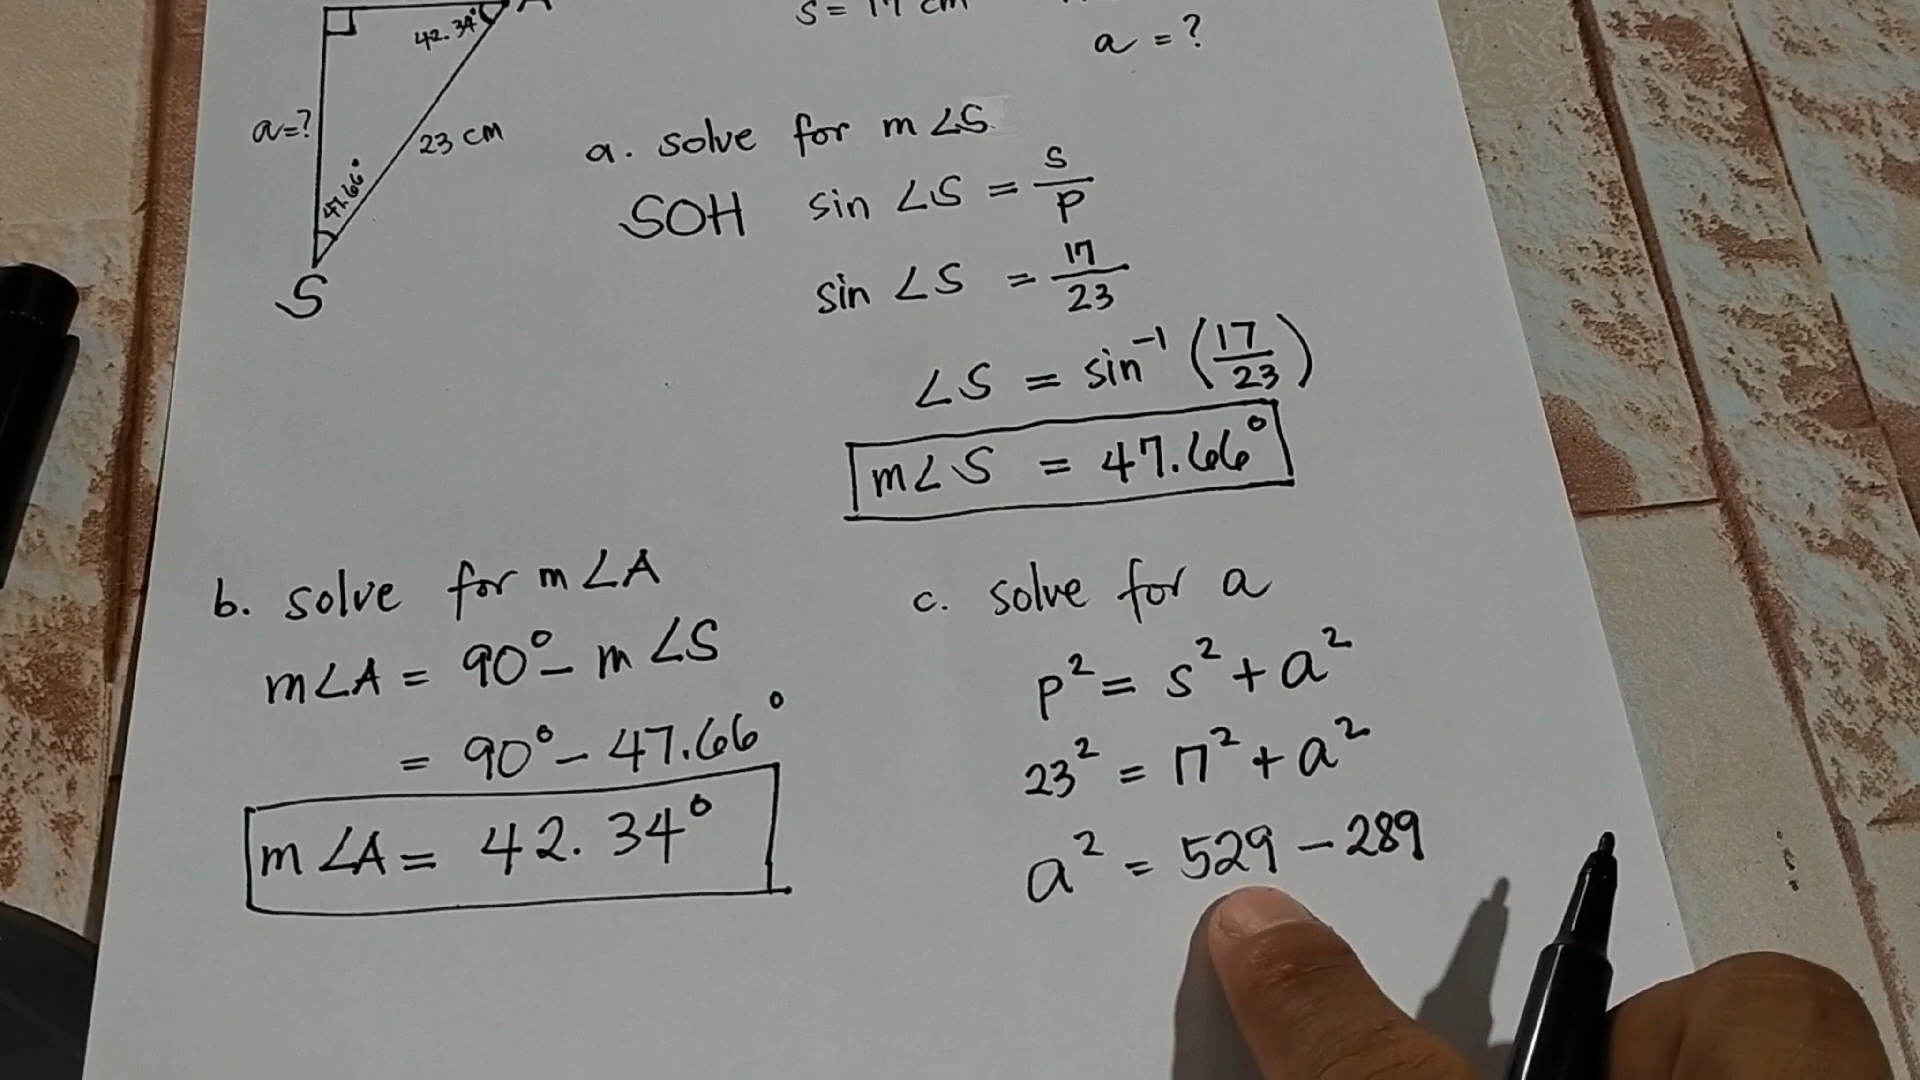 42.34°
S = 17 cm
a = ?
a=?
23 cm
47.66°
S
a. solve for m∠S
SOH sin ∠S = s/p
sin ∠S = 17/23
∠S = sin⁻¹ (17/23)
m∠S = 47.66°
b. solve for m∠A
m∠A = 90° - m∠S
= 90° - 47.66°
m∠A = 42.34°
c. solve for a
p² = s² + a²
23² = 17² + a²
a² = 529 - 289